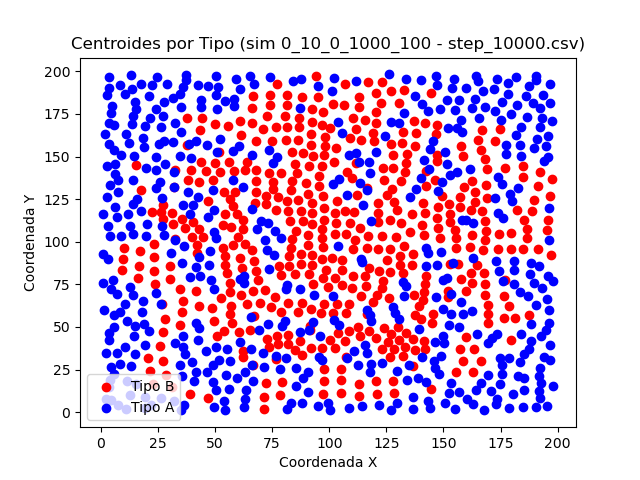 Centroides por Tipo (sim 0_10_0_1000_100 - step_10000.csv)
200
175
150
125
100
75
50
25
0
Coordenada Y
Tipo B
Tipo A
0 25 50 75 100 125 150 175 200
Coordenada X